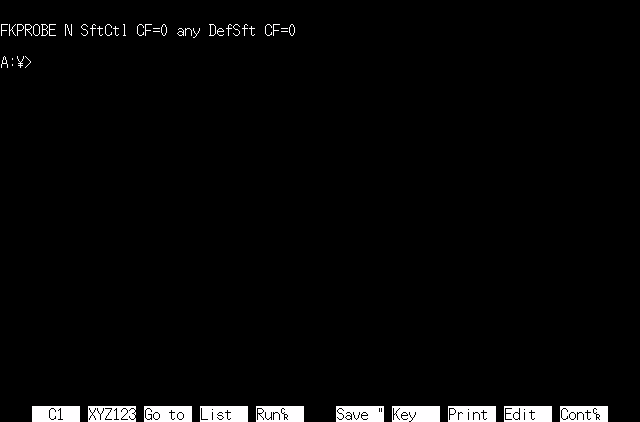 FKPROBE N SftCtl CF=0 any DefSft CF=0
A:¥>
C1 XYZ123 Go to List Run␍ Save " Key Print Edit Cont␍